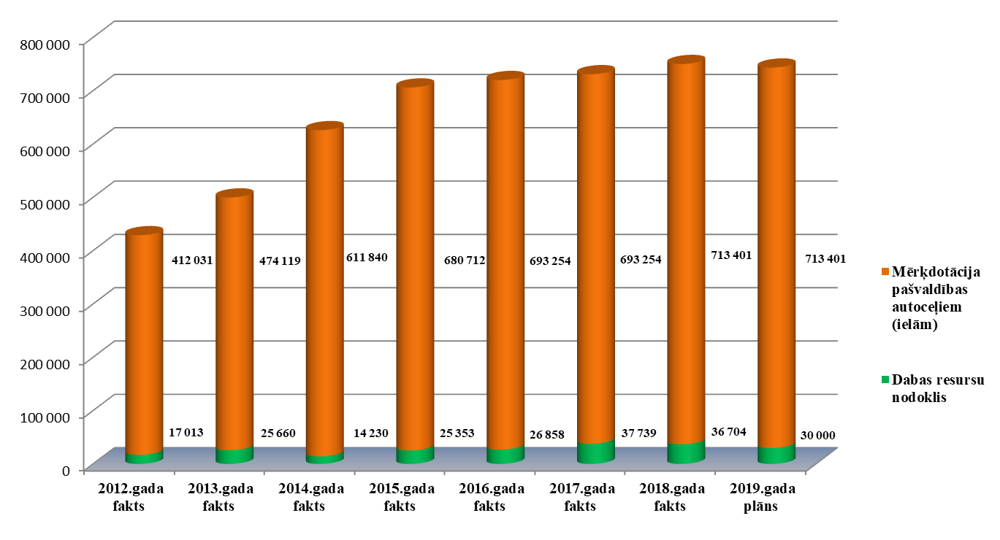 800 000
700 000
600 000
500 000
400 000
300 000
200 000
100 000
0
412 031
474 119
611 840
680 712
693 254
693 254
713 401
713 401
17 013
25 660
14 230
25 353
26 858
37 739
36 704
30 000
2012.gada
fakts
2013.gada
fakts
2014.gada
fakts
2015.gada
fakts
2016.gada
fakts
2017.gada
fakts
2018.gada
fakts
2019.gada
plāns
Mērķdotācija
pašvaldības
autoceļiem
(ielām)
Dabas resursu
nodoklis